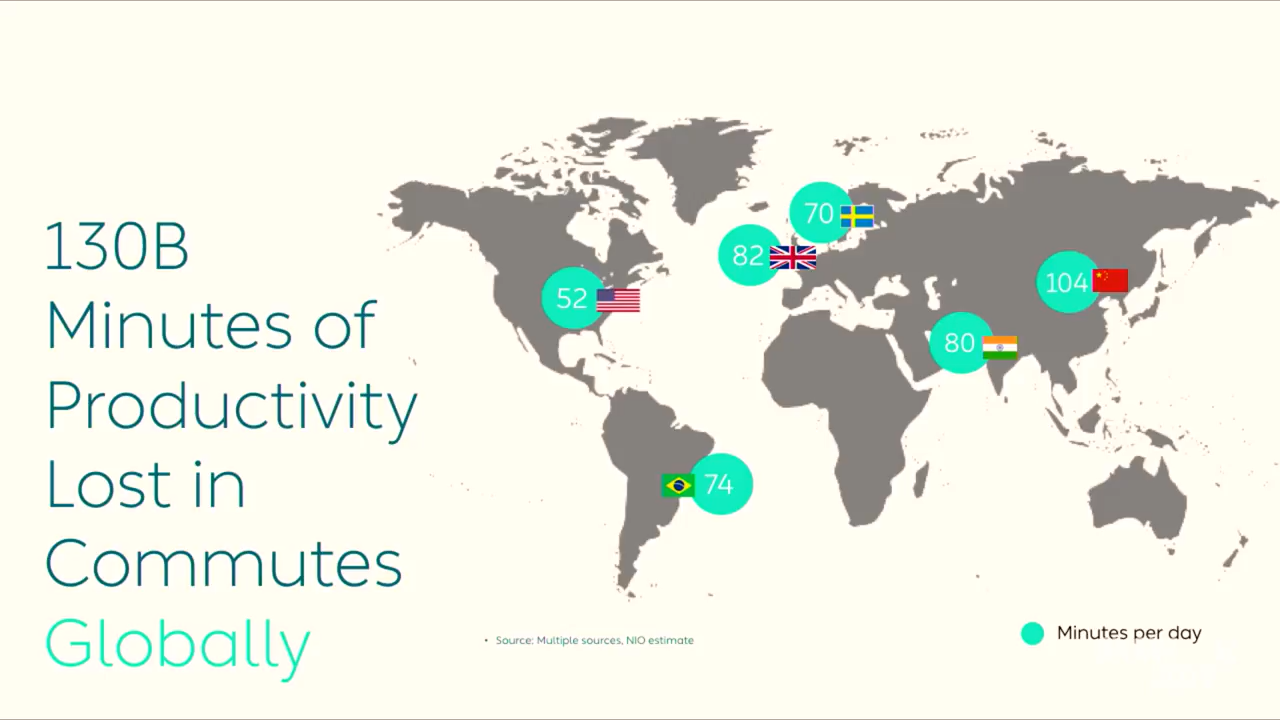 130B
Minutes of
Productivity
Lost in
Commutes
Globally
70
82
52
104
80
74
• Source: Multiple sources, NIO estimate
Minutes per day